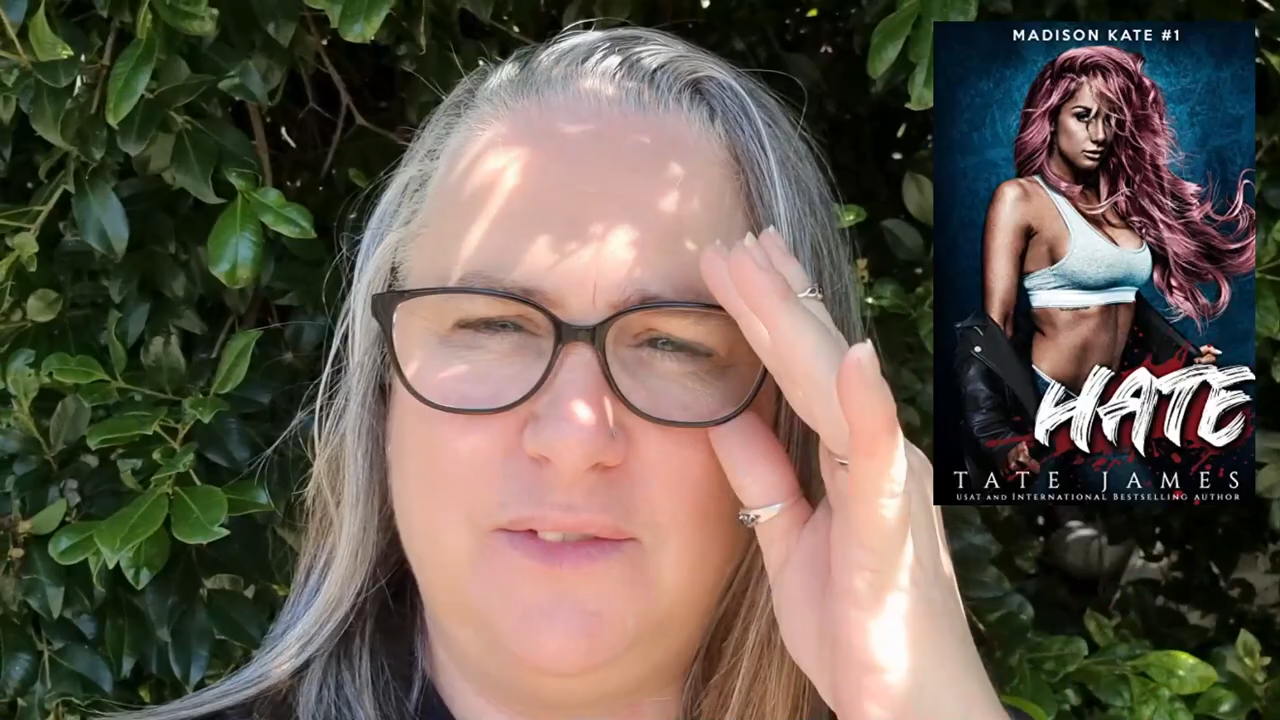 MADISON KATE #1
HATE
TATE JAMES
USAT AND INTERNATIONAL BESTSELLING AUTHOR